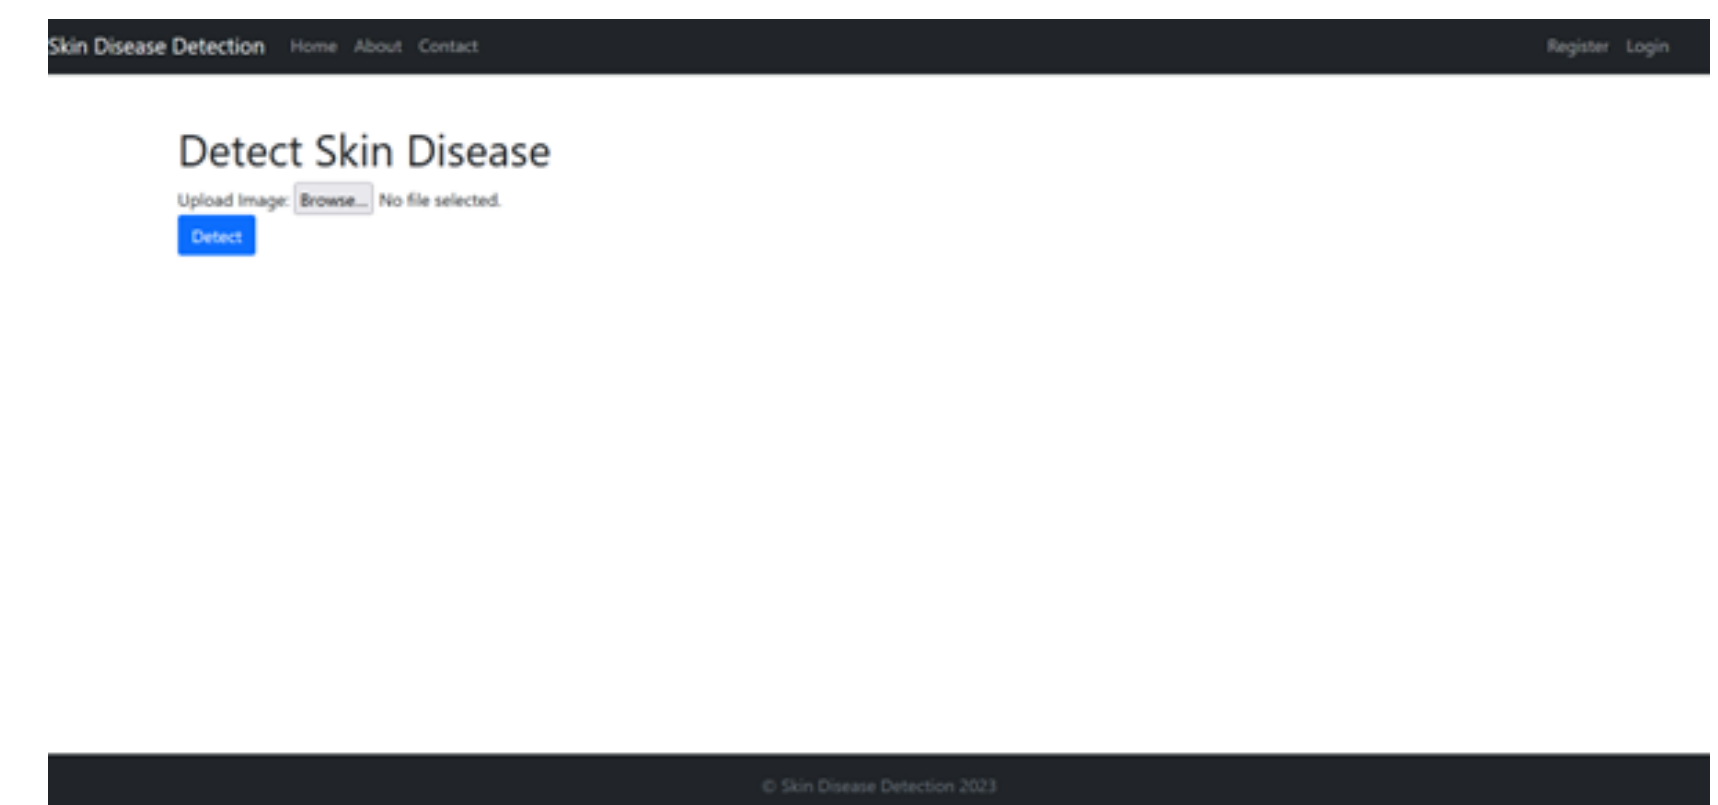 Skin Disease Detection Home About Contact Register Login
Detect Skin Disease
Upload Image: Browse... No file selected.
Detect
© Skin Disease Detection 2023